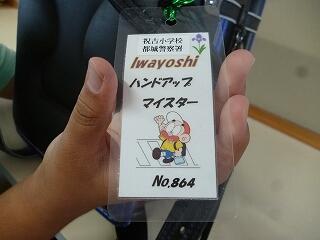 祝吉小学校
都城警察署
Iwayoshi
ハンドアップ
マイスター
No.864